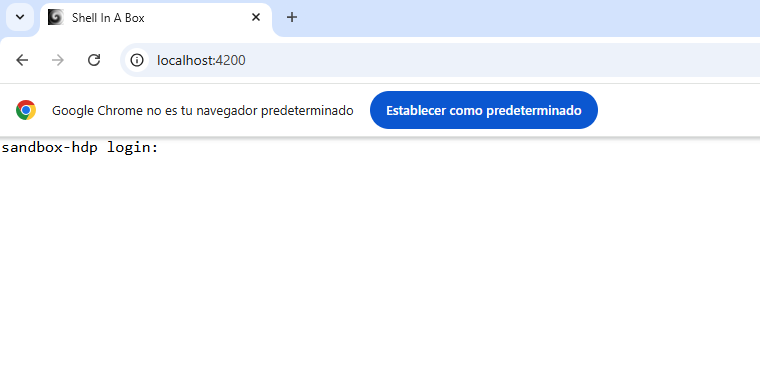 Shell In A Box
localhost:4200
Google Chrome no es tu navegador predeterminado
Establecer como predeterminado
sandbox-hdp login: